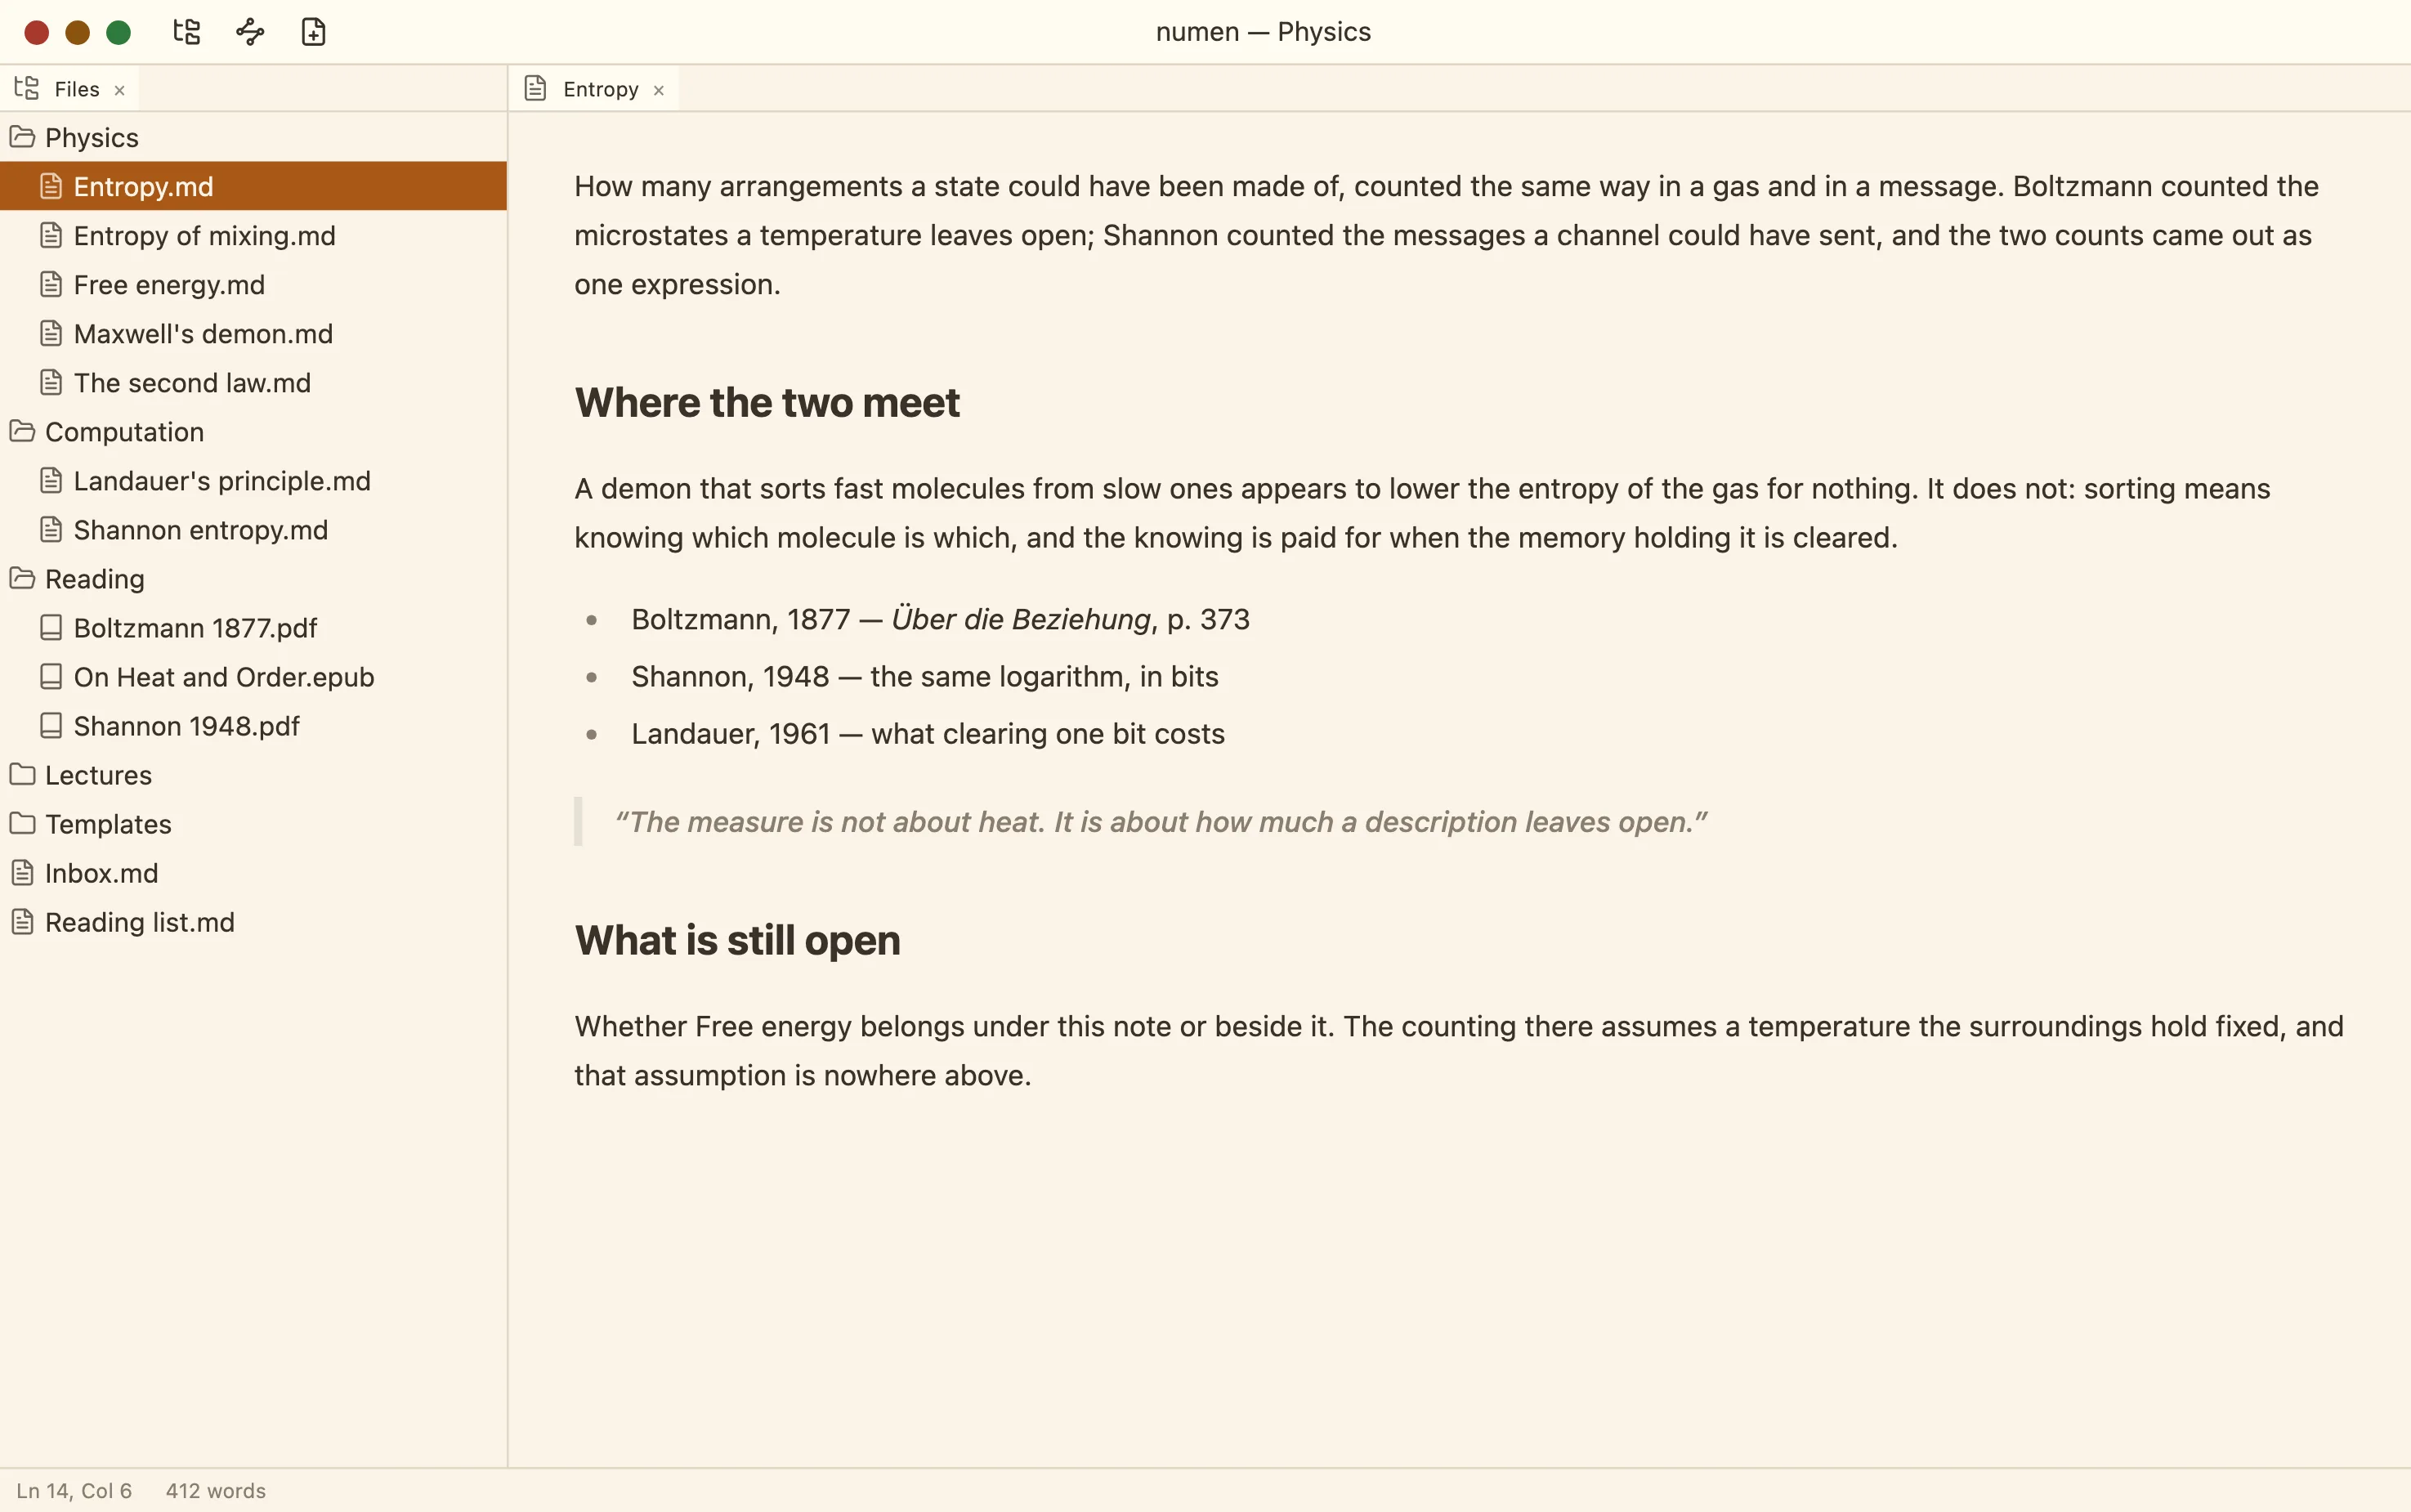 numen — Physics
Files ×
Entropy ×
Physics
Entropy.md
Entropy of mixing.md
Free energy.md
Maxwell's demon.md
The second law.md
Computation
Landauer's principle.md
Shannon entropy.md
Reading
Boltzmann 1877.pdf
On Heat and Order.epub
Shannon 1948.pdf
Lectures
Templates
Inbox.md
Reading list.md
How many arrangements a state could have been made of, counted the same way in a gas and in a message. Boltzmann counted the
microstates a temperature leaves open; Shannon counted the messages a channel could have sent, and the two counts came out as
one expression.
Where the two meet
A demon that sorts fast molecules from slow ones appears to lower the entropy of the gas for nothing. It does not: sorting means
knowing which molecule is which, and the knowing is paid for when the memory holding it is cleared.
• Boltzmann, 1877 — Über die Beziehung, p. 373
• Shannon, 1948 — the same logarithm, in bits
• Landauer, 1961 — what clearing one bit costs
“The measure is not about heat. It is about how much a description leaves open.”
What is still open
Whether Free energy belongs under this note or beside it. The counting there assumes a temperature the surroundings hold fixed, and
that assumption is nowhere above.
Ln 14, Col 6 412 words